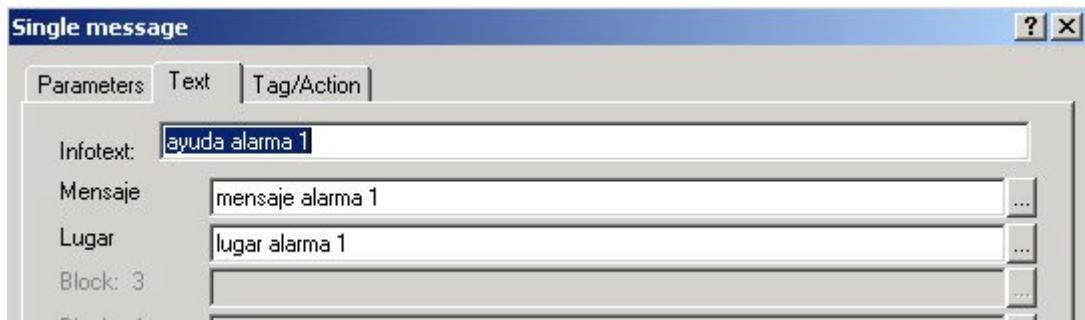 Single message
Parameters Text Tag/Action
Infotext: ayuda alarma 1
Mensaje mensaje alarma 1 ...
Lugar lugar alarma 1 ...
Block: 3 ...